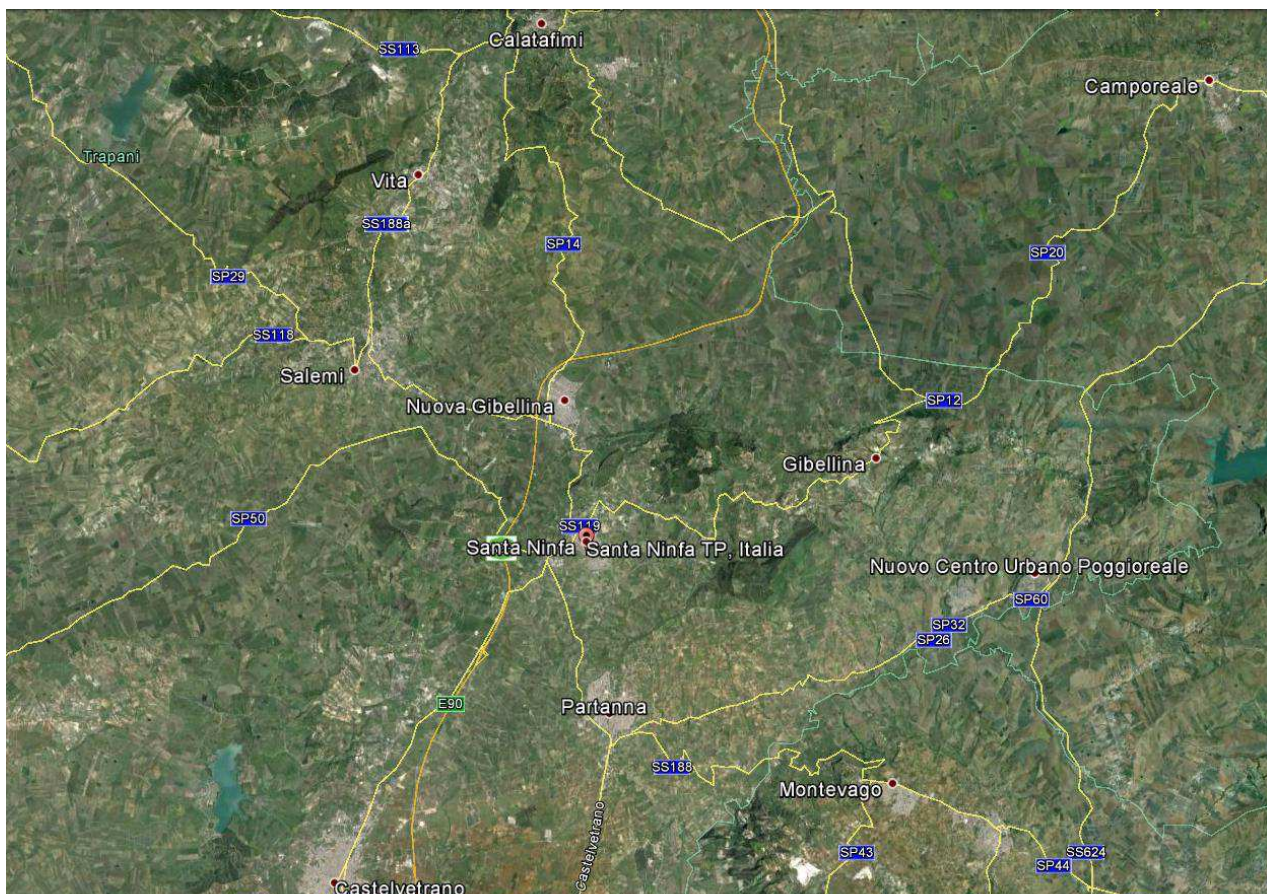 Calatafimi
SS113
Camporeale
Trapani
Vita
SS188a
SP14
SP20
SP29
SS118
Salemi
Nuova Gibellina
SP12
Gibellina
SP50
SS119
Santa Ninfa
Santa Ninfa TP, Italia
Nuovo Centro Urbano Poggioreale
SP60
SP32
SP26
E90
Partanna
SS188
Montevago
Castelvetrano
SP43
SP44
SS624
Castelvetrano